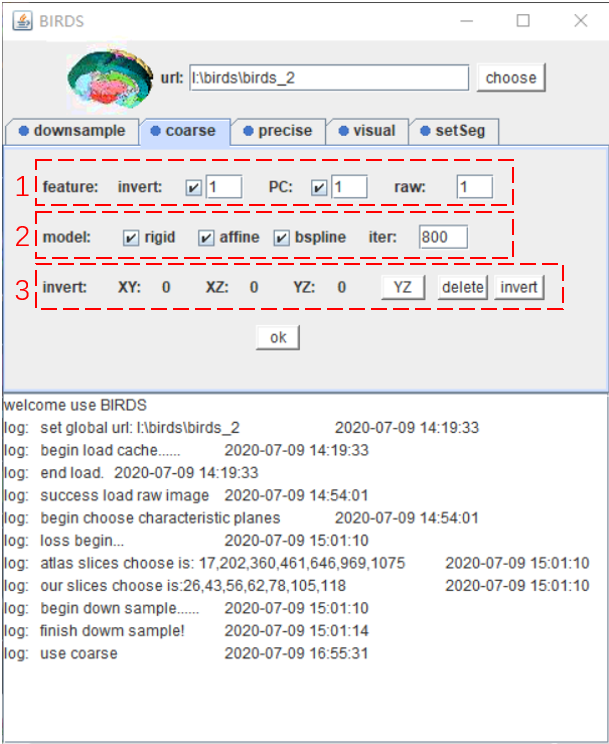 BIRDS
url: l:\birds\birds_2 choose
downsample coarse precise visual setSeg
1 feature: invert: 1 PC: 1 raw: 1
2 model: rigid affine bspline iter: 800
3 invert: XY: 0 XZ: 0 YZ: 0 YZ delete invert
ok
welcome use BIRDS
log: set global url: l:\birds\birds_2 2020-07-09 14:19:33
log: begin load cache...... 2020-07-09 14:19:33
log: end load. 2020-07-09 14:19:33
log: success load raw image 2020-07-09 14:54:01
log: begin choose characteristic planes 2020-07-09 14:54:01
log: loss begin... 2020-07-09 15:01:10
log: atlas slices choose is: 17,202,360,461,646,969,1075 2020-07-09 15:01:10
log: our slices choose is:26,43,56,62,78,105,118 2020-07-09 15:01:10
log: begin down sample...... 2020-07-09 15:01:10
log: finish dowm sample! 2020-07-09 15:01:14
log: use coarse 2020-07-09 16:55:31